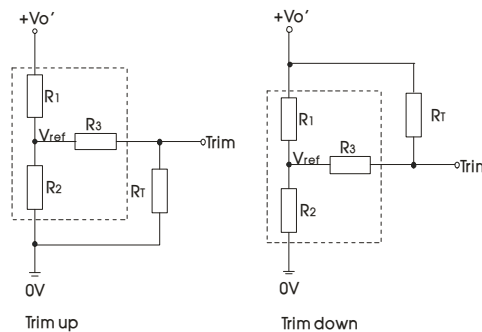 +Vo'
R1
Vref
R3
Trim
R2
RT
0V
Trim up
+Vo'
R1
RT
Vref
R3
Trim
R2
0V
Trim down